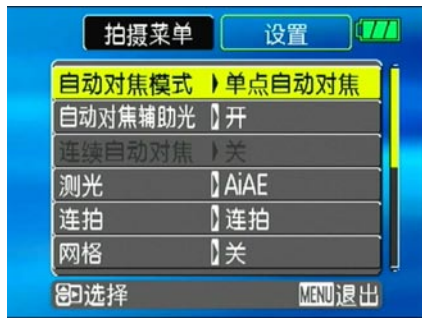 拍摄菜单 设置
自动对焦模式 单点自动对焦
自动对焦辅助光 开
连续自动对焦 关
测光 AiAE
连拍 连拍
网格 关
选择 MENU退出